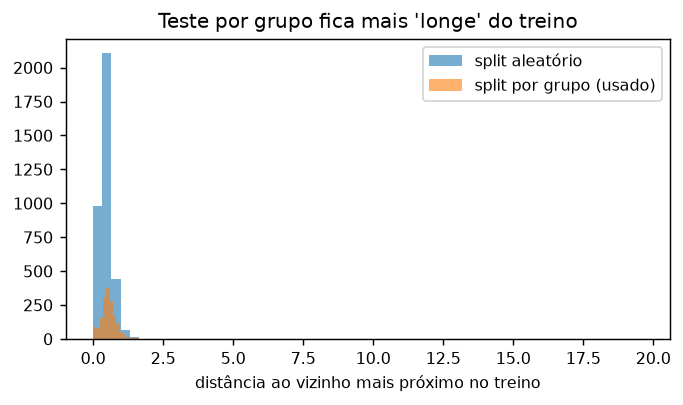 Teste por grupo fica mais 'longe' do treino
split aleatório
split por grupo (usado)
2000
1750
1500
1250
1000
750
500
250
0
0.0 2.5 5.0 7.5 10.0 12.5 15.0 17.5 20.0
distância ao vizinho mais próximo no treino